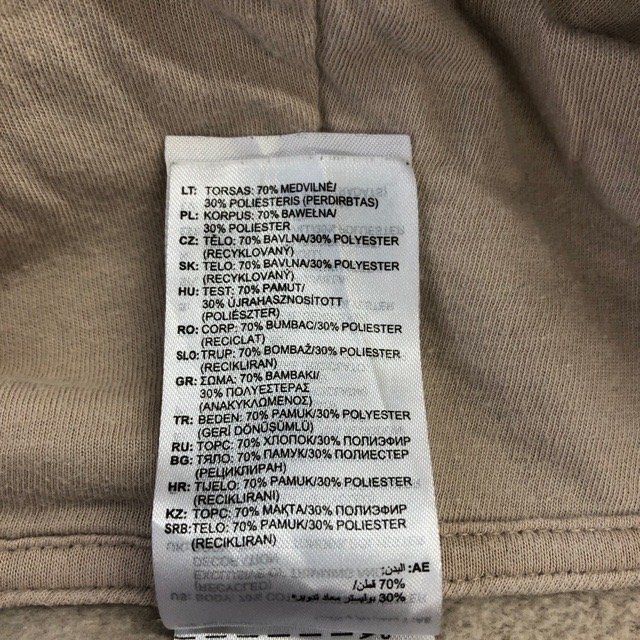 LT: TORSAS: 70% MEDVILNĖ/
30% POLIESTERIS (PERDIRBTAS)
PL: KORPUS: 70% BAWEŁNA/
30% POLIESTER
CZ: TĚLO: 70% BAVLNA/30% POLYESTER
(RECYKLOVANÝ)
SK: TELO: 70% BAVLNA/30% POLYESTER
(RECYKLOVANÝ)
HU: TEST: 70% PAMUT/
30% ÚJRAHASZNOSÍTOTT
(POLIÉSZTER)
RO: CORP: 70% BUMBAC/30% POLIESTER
(RECICLAT)
SLO: TRUP: 70% BOMBAŽ/30% POLIESTER
(RECIKLIRAN)
GR: ΣΩΜΑ: 70% ΒΑΜΒΑΚΙ/
30% ΠΟΛΥΕΣΤΕΡΑΣ
(ΑΝΑΚΥΚΛΩΜΕΝΟΣ)
TR: BEDEN: 70% PAMUK/30% POLYESTER
(GERİ DÖNÜŞÜMLÜ)
RU: ТОРС: 70% ХЛОПОК/30% ПОЛИЭФИР
BG: ТЯЛО: 70% ПАМУК/30% ПОЛИЕСТЕР
(РЕЦИКЛИРАН)
HR: TIJELO: 70% PAMUK/30% POLIESTER
(RECIKLIRANI)
KZ: ТОРС: 70% МАҚТА/30% ПОЛИЭФИР
SRB: TELO: 70% PAMUK/30% POLIESTER
(RECIKLIRANI)
AE: البدن:
70% قطن/
30% بوليستر معاد تدوير